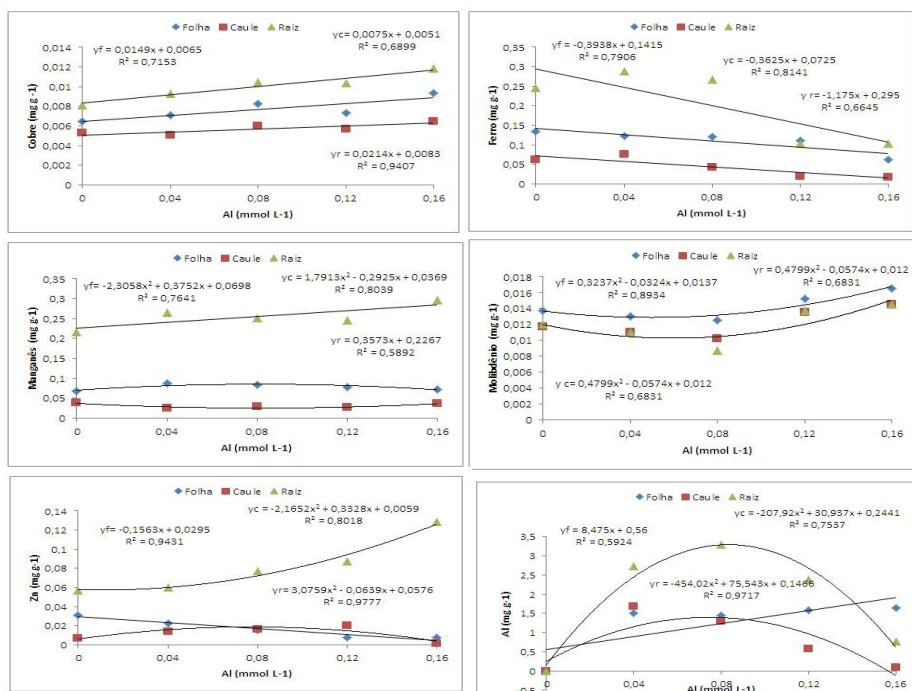 Folha Caule Raiz
0,014
0,012
0,01
0,008
0,006
0,004
0,002
0
Cobre (mg g -1)
yf = 0,0149x + 0,0065
R² = 0,7153
yc= 0,0075x + 0,0051
R² = 0,6899
yr = 0,0214x + 0,0083
R² = 0,9407
0 0,04 0,08 0,12 0,16
Al (mmol L-1)
Folha Caule Raiz
0,35
0,3
0,25
0,2
0,15
0,1
0,05
0
Ferro (mg g-1)
yf = -0,3938x + 0,1415
R² = 0,7906
yc = -0,3625x + 0,0725
R² = 0,8141
y r= -1,175x + 0,295
R² = 0,6645
0 0,04 0,08 0,12 0,16
Al (mmol L-1)
Folha Caule Raiz
0,35
0,3
0,25
0,2
0,15
0,1
0,05
0
Manganês (mg g-1)
yf= -2,3058x² + 0,3752x + 0,0698
R² = 0,7641
yc = 1,7913x² - 0,2925x + 0,0369
R² = 0,8039
yr = 0,3573x + 0,2267
R² = 0,5892
0 0,04 0,08 0,12 0,16
Al (mmol L-1)
Folha Caule Raiz
0,018
0,016
0,014
0,012
0,01
0,008
0,006
0,004
0,002
0
Molibdênio (mg g-1)
yf = 0,3237x² - 0,0324x + 0,0137
R² = 0,8934
yr = 0,4799x² - 0,0574x + 0,012
R² = 0,6831
y c= 0,4799x² - 0,0574x + 0,012
R² = 0,6831
0 0,04 0,08 0,12 0,16
Al (mmol L-1)
Folha Caule Raiz
0,14
0,12
0,1
0,08
0,06
0,04
0,02
0
Zn (mg g-1)
yf= -0,1563x + 0,0295
R² = 0,9431
yc= -2,1652x² + 0,3328x + 0,0059
R² = 0,8018
yr= 3,0759x² - 0,0639x + 0,0576
R² = 0,9777
0 0,04 0,08 0,12 0,16
Al (mmol L-1)
Folha Caule Raiz
3,5
3
2,5
2
1,5
1
0,5
0
-0,5
Al (mg g-1)
yf = 8,475x + 0,56
R² = 0,5924
yc = -207,92x² + 30,937x + 0,2441
R² = 0,7537
yr= -454,02x² + 75,543x + 0,1466
R² = 0,9717
0 0,04 0,08 0,12 0,16
Al (mmol L-1)